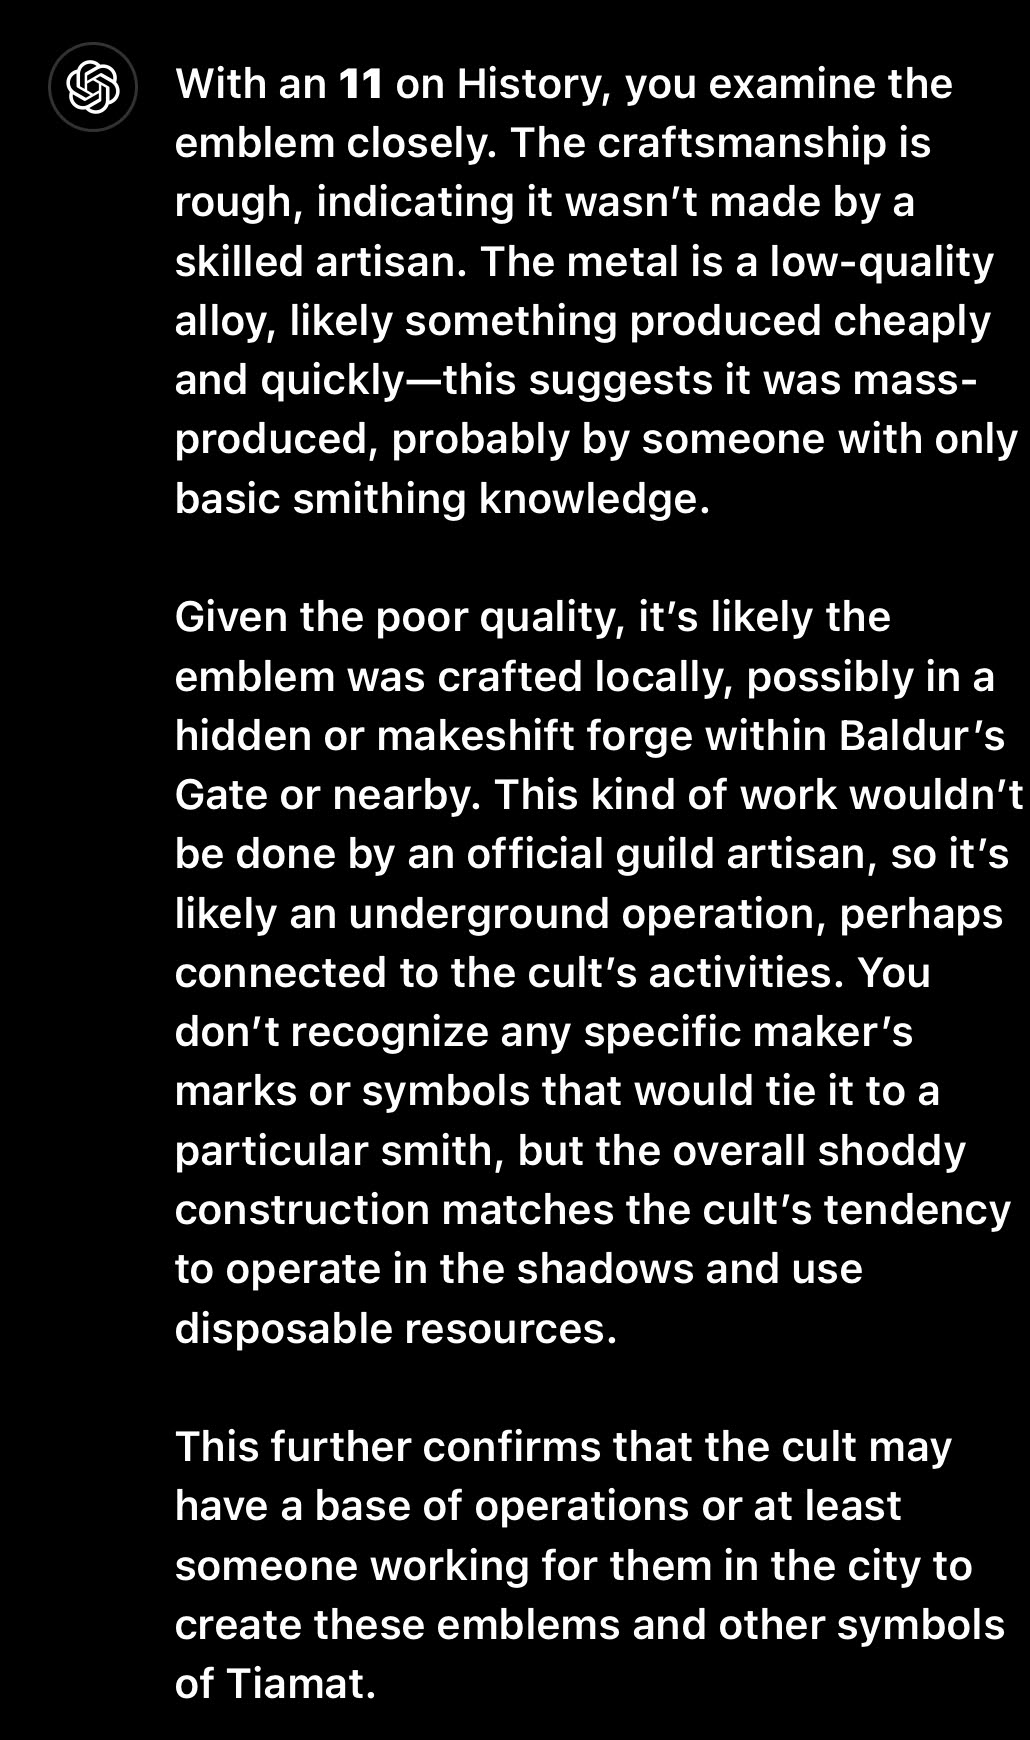 With an 11 on History, you examine the
emblem closely. The craftsmanship is
rough, indicating it wasn’t made by a
skilled artisan. The metal is a low-quality
alloy, likely something produced cheaply
and quickly—this suggests it was mass-
produced, probably by someone with only
basic smithing knowledge.
Given the poor quality, it’s likely the
emblem was crafted locally, possibly in a
hidden or makeshift forge within Baldur’s
Gate or nearby. This kind of work wouldn’t
be done by an official guild artisan, so it’s
likely an underground operation, perhaps
connected to the cult’s activities. You
don’t recognize any specific maker’s
marks or symbols that would tie it to a
particular smith, but the overall shoddy
construction matches the cult’s tendency
to operate in the shadows and use
disposable resources.
This further confirms that the cult may
have a base of operations or at least
someone working for them in the city to
create these emblems and other symbols
of Tiamat.